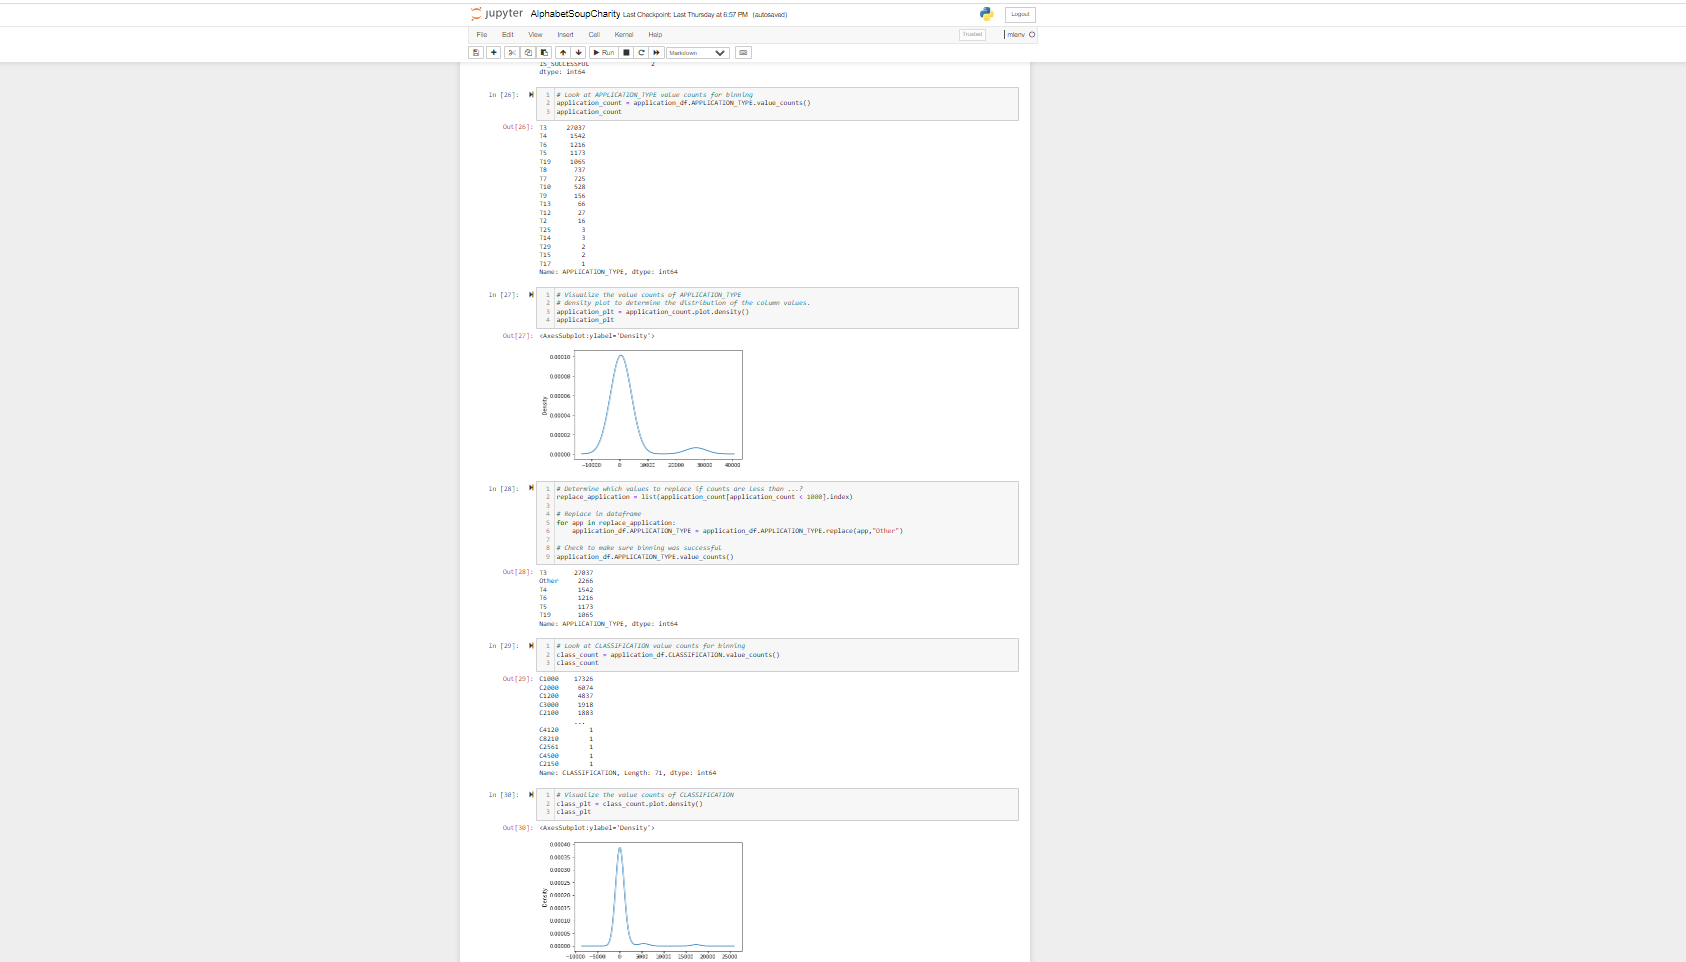 jupyter AlphabetSoupCharity Last Checkpoint: Last Thursday at 6:57 PM (autosaved)
Logout
File Edit View Insert Cell Kernel Help
Trusted
mlenv
Run
Markdown
IS_SUCCESSFUL 2
dtype: int64
In [26]:
1 # Look at APPLICATION_TYPE value counts for binning
2 application_count = application_df.APPLICATION_TYPE.value_counts()
3 application_count
Out[26]: T3 27037
T4 1542
T6 1216
T5 1173
T19 1065
T8 737
T7 725
T10 528
T9 156
T13 66
T12 27
T2 16
T25 3
T14 3
T29 2
T15 2
T17 1
Name: APPLICATION_TYPE, dtype: int64
In [27]:
1 # Visualize the value counts of APPLICATION_TYPE
2 # density plot to determine the distribution of the column values.
3 application_plt = application_count.plot.density()
4 application_plt
Out[27]: <AxesSubplot:ylabel='Density'>
0.00010
0.00008
0.00006
0.00004
0.00002
0.00000
Density
-10000 0 10000 20000 30000 40000
In [28]:
1 # Determine which values to replace if counts are less than ...?
2 replace_application = list(application_count[application_count < 1000].index)
3
4 # Replace in dataframe
5 for app in replace_application:
6 application_df.APPLICATION_TYPE = application_df.APPLICATION_TYPE.replace(app,"Other")
7
8 # Check to make sure binning was successful
9 application_df.APPLICATION_TYPE.value_counts()
Out[28]: T3 27037
Other 2266
T4 1542
T6 1216
T5 1173
T19 1065
Name: APPLICATION_TYPE, dtype: int64
In [29]:
1 # Look at CLASSIFICATION value counts for binning
2 class_count = application_df.CLASSIFICATION.value_counts()
3 class_count
Out[29]: C1000 17326
C2000 6074
C1200 4837
C3000 1918
C2100 1883
...
C4120 1
C8210 1
C2561 1
C4500 1
C2150 1
Name: CLASSIFICATION, Length: 71, dtype: int64
In [30]:
1 # Visualize the value counts of CLASSIFICATION
2 class_plt = class_count.plot.density()
3 class_plt
Out[30]: <AxesSubplot:ylabel='Density'>
0.00040
0.00035
0.00030
0.00025
0.00020
0.00015
0.00010
0.00005
0.00000
Density
-10000 -5000 0 5000 10000 15000 20000 25000